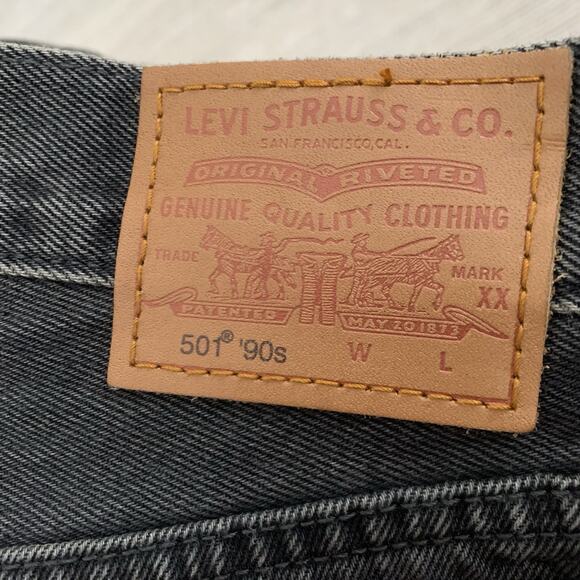 LEVI STRAUSS & CO.
SAN FRANCISCO, CAL.
ORIGINAL RIVETED
GENUINE QUALITY CLOTHING
TRADE MARK
XX
PATENTED MAY 20 1873
501® '90s W L